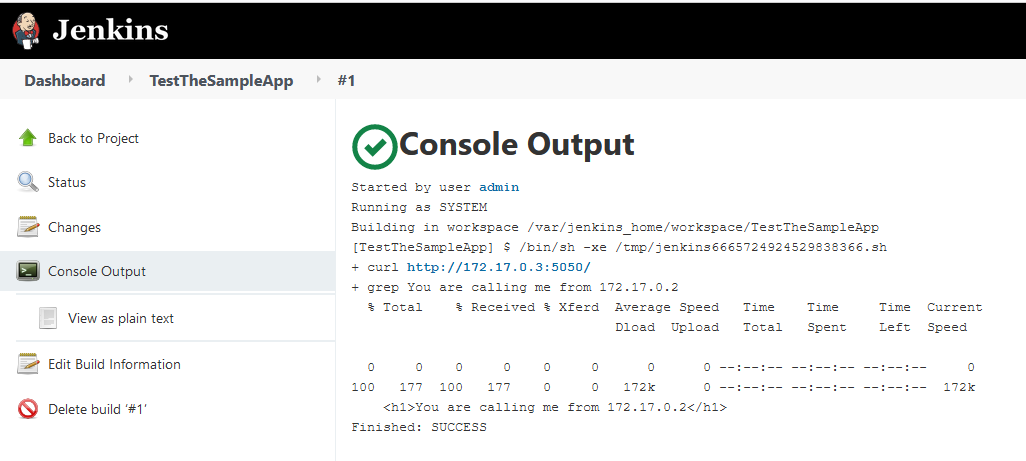 Jenkins
Dashboard TestTheSampleApp #1
Back to Project
Status
Changes
Console Output
View as plain text
Edit Build Information
Delete build ‘#1’
Console Output
Started by user admin
Running as SYSTEM
Building in workspace /var/jenkins_home/workspace/TestTheSampleApp
[TestTheSampleApp] $ /bin/sh -xe /tmp/jenkins6665724924529838366.sh
+ curl http://172.17.0.3:5050/
+ grep You are calling me from 172.17.0.2
  % Total    % Received % Xferd  Average Speed   Time    Time     Time  Current
                                 Dload  Upload   Total   Spent    Left  Speed
  0     0    0     0    0     0      0      0 --:--:-- --:--:-- --:--:--     0
100   177  100   177    0     0   172k      0 --:--:-- --:--:-- --:--:--  172k
    <h1>You are calling me from 172.17.0.2</h1>
Finished: SUCCESS